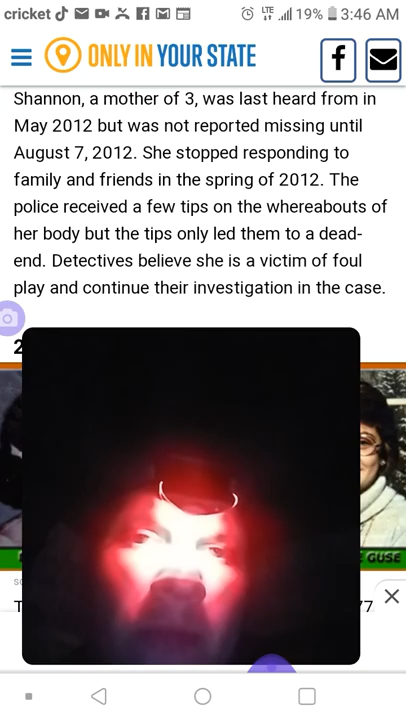 cricket LTE 19% 3:46 AM
ONLY IN YOUR STATE
Shannon, a mother of 3, was last heard from in
May 2012 but was not reported missing until
August 7, 2012. She stopped responding to
family and friends in the spring of 2012. The
police received a few tips on the whereabouts of
her body but the tips only led them to a dead-
end. Detectives believe she is a victim of foul
play and continue their investigation in the case.
2
GUSE
T 77